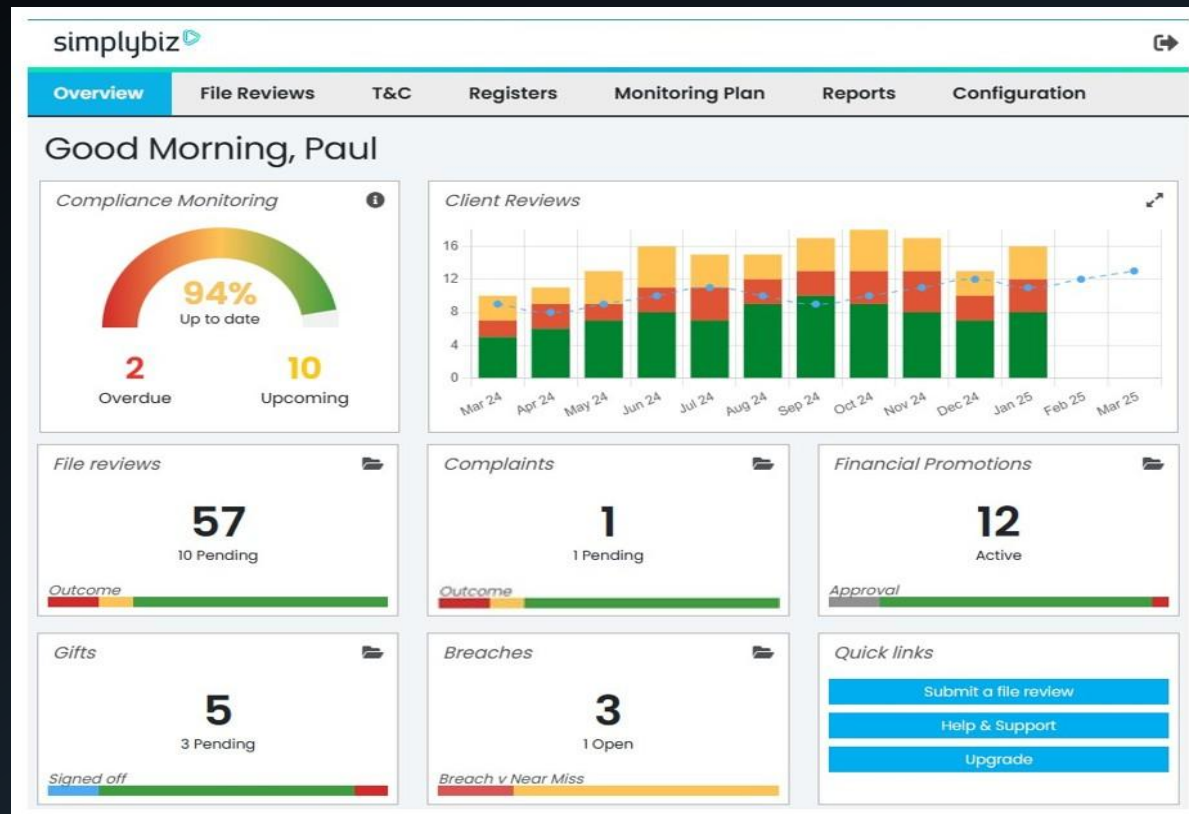 simplybiz
Overview File Reviews T&C Registers Monitoring Plan Reports Configuration
Good Morning, Paul
Compliance Monitoring
94%
Up to date
2
Overdue
10
Upcoming
Client Reviews
16
12
8
4
0
Mar 24 Apr 24 May 24 Jun 24 Jul 24 Aug 24 Sep 24 Oct 24 Nov 24 Dec 24 Jan 25 Feb 25 Mar 25
File reviews
57
10 Pending
Outcome
Complaints
1
1 Pending
Outcome
Financial Promotions
12
Active
Approval
Gifts
5
3 Pending
Signed off
Breaches
3
1 Open
Breach v Near Miss
Quick links
Submit a file review
Help & Support
Upgrade